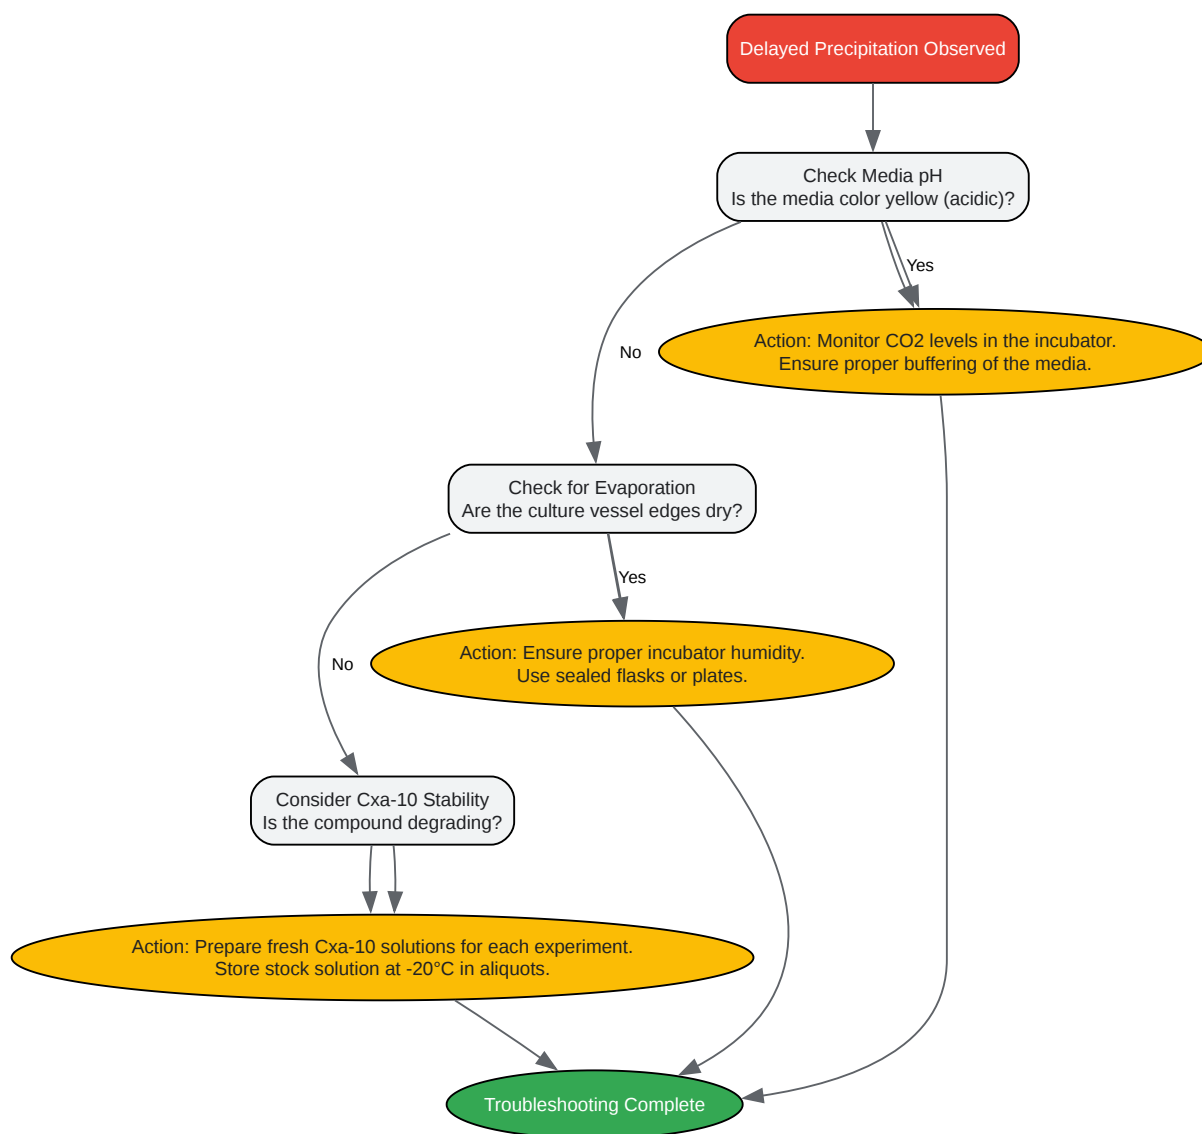 Delayed Precipitation Observed
Check Media pH
Is the media color yellow (acidic)?
Yes
Action: Monitor CO2 levels in the incubator.
Ensure proper buffering of the media.
No
Check for Evaporation
Are the culture vessel edges dry?
Yes
Action: Ensure proper incubator humidity.
Use sealed flasks or plates.
No
Consider Cxa-10 Stability
Is the compound degrading?
Action: Prepare fresh Cxa-10 solutions for each experiment.
Store stock solution at -20°C in aliquots.
Troubleshooting Complete